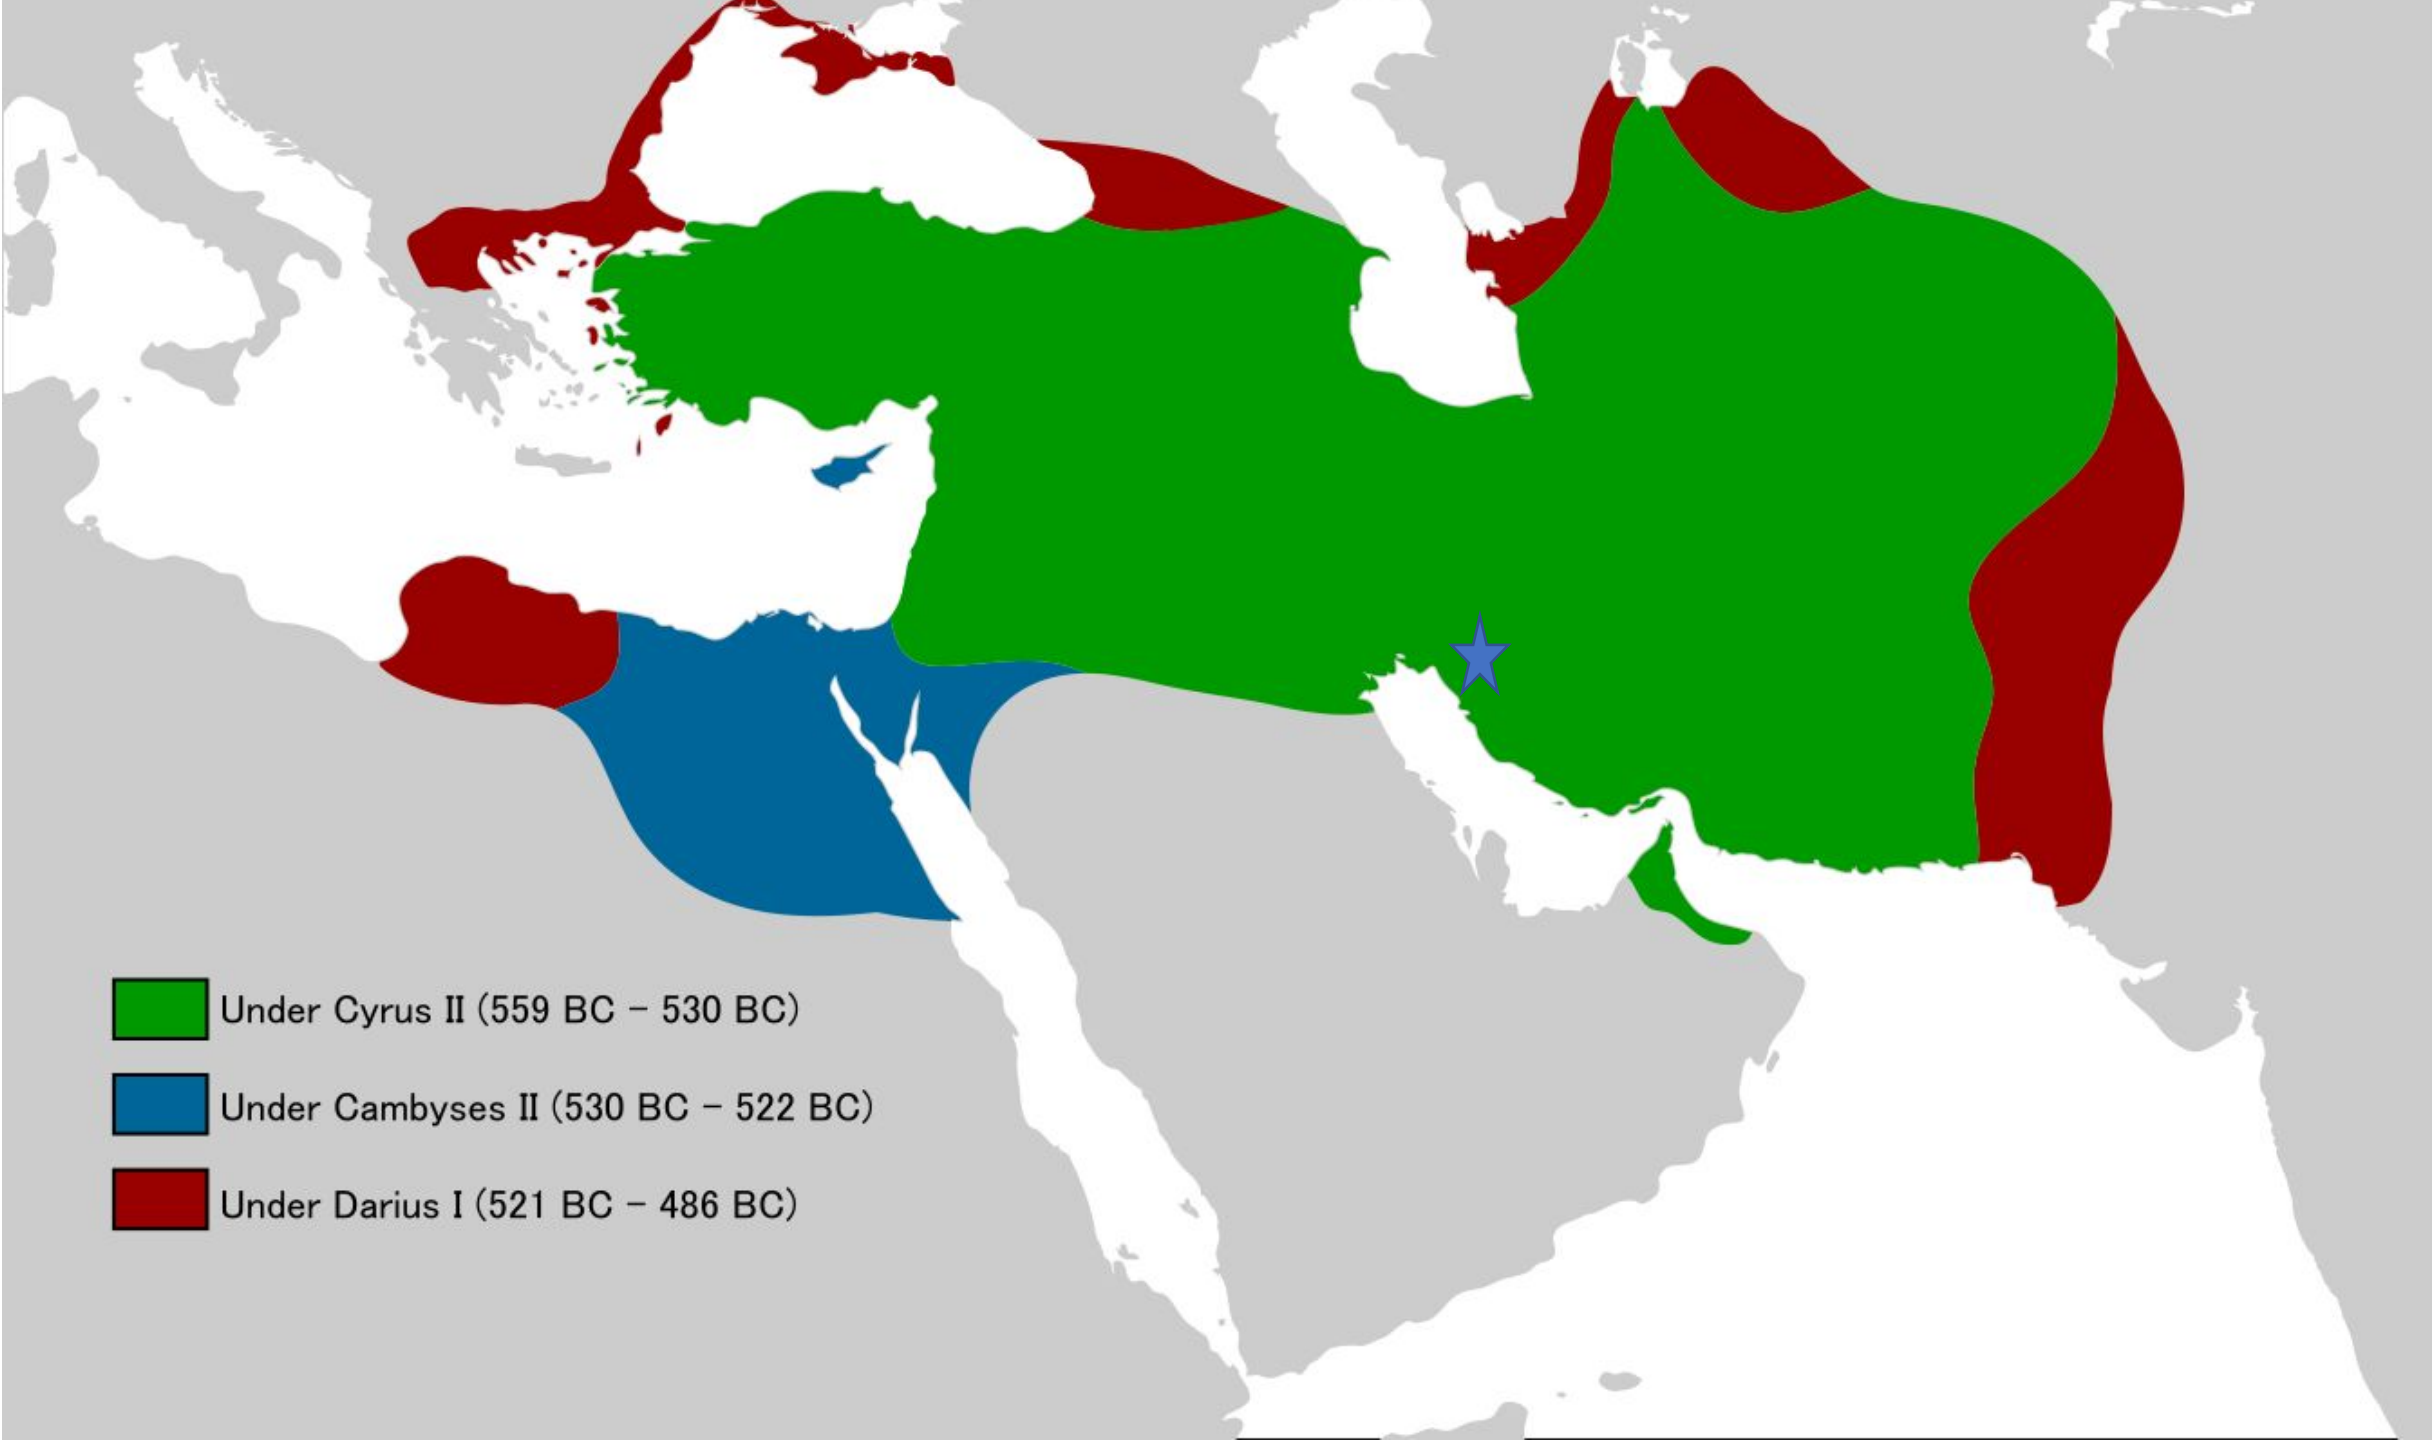 Under Cyrus II (559 BC – 530 BC)
Under Cambyses II (530 BC – 522 BC)
Under Darius I (521 BC – 486 BC)